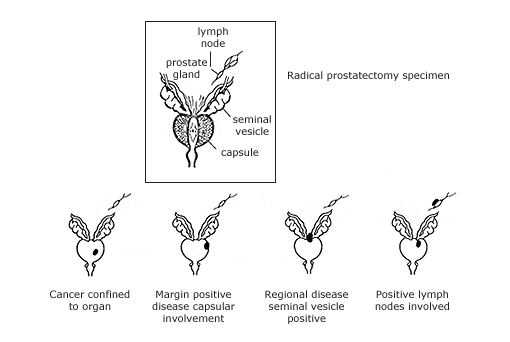 lymph
node
prostate
gland
Radical prostatectomy specimen
seminal
vesicle
capsule
Cancer confined
to organ
Margin positive
disease capsular
involvement
Regional disease
seminal vesicle
positive
Positive lymph
nodes involved